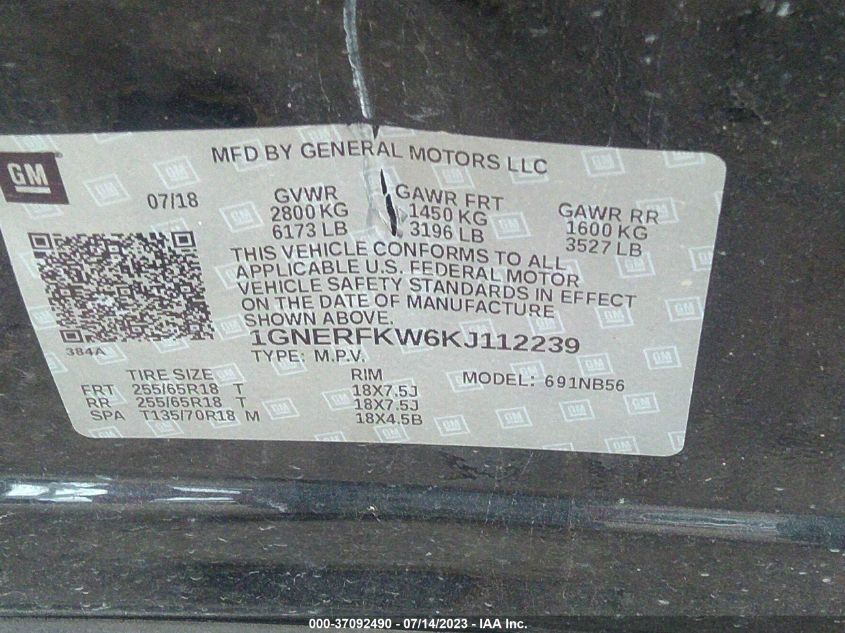 GM
MFD BY GENERAL MOTORS LLC
07/18
GVWR
2800 KG
6173 LB
GAWR FRT
1450 KG
3196 LB
GAWR RR
1600 KG
3527 LB
THIS VEHICLE CONFORMS TO ALL
APPLICABLE U.S. FEDERAL MOTOR
VEHICLE SAFETY STANDARDS IN EFFECT
ON THE DATE OF MANUFACTURE
SHOWN ABOVE.
384A
1GNERFKW6KJ112239
TYPE: M.P.V.
MODEL: 691NB56
TIRE SIZE RIM
FRT 255/65R18 T 18X7.5J
RR 255/65R18 T 18X7.5J
SPA T135/70R18 M 18X4.5B
000-37092490 - 07/14/2023 - IAA Inc.